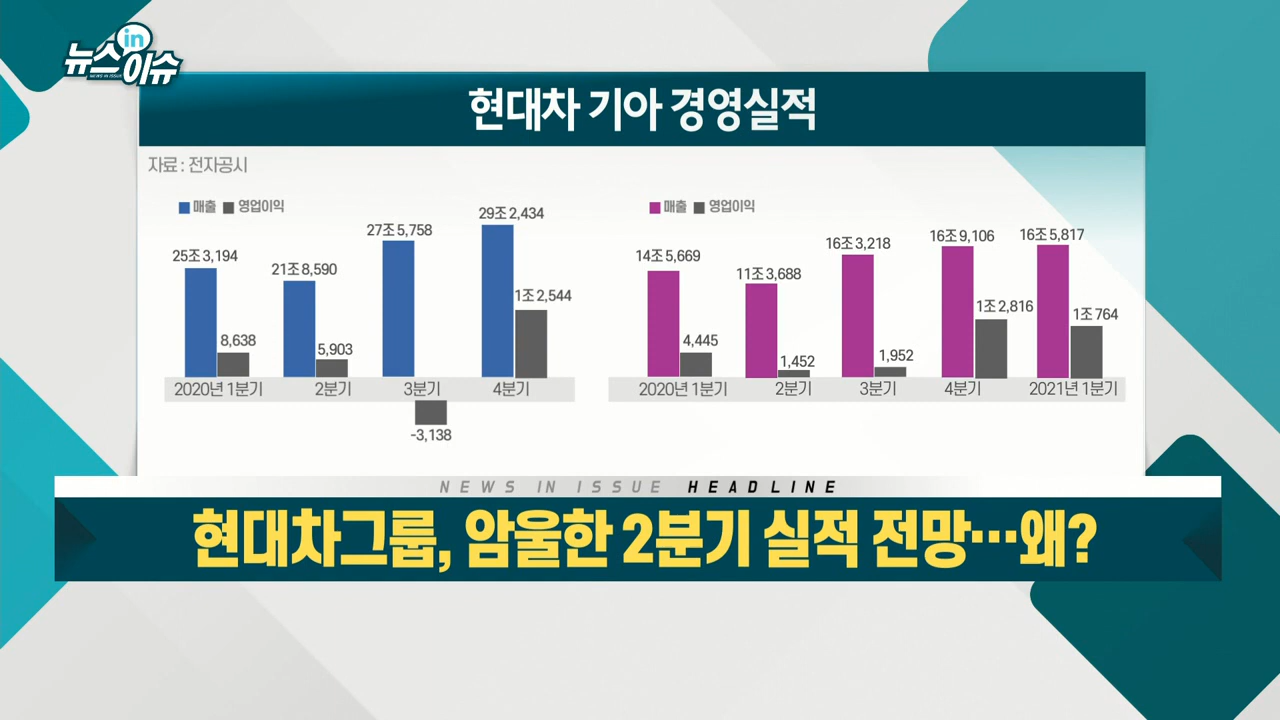 뉴스in이슈
NEWS IN ISSUE
현대차 기아 경영실적
자료 : 전자공시
매출 영업이익
25조 3,194
8,638
21조 8,590
5,903
27조 5,758
-3,138
29조 2,434
1조 2,544
2020년 1분기 2분기 3분기 4분기
매출 영업이익
14조 5,669
4,445
11조 3,688
1,452
16조 3,218
1,952
16조 9,106
1조 2,816
16조 5,817
1조 764
2020년 1분기 2분기 3분기 4분기 2021년 1분기
NEWS IN ISSUE HEADLINE
현대차그룹, 암울한 2분기 실적 전망…왜?